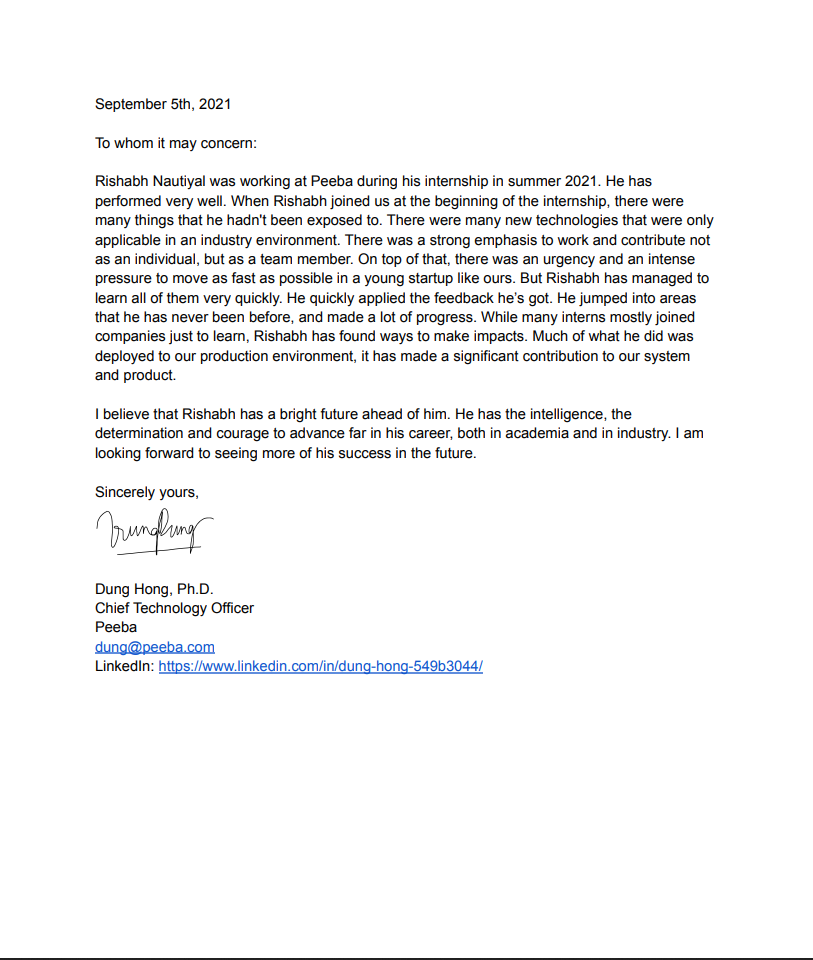 September 5th, 2021
To whom it may concern:
Rishabh Nautiyal was working at Peeba during his internship in summer 2021. He has
performed very well. When Rishabh joined us at the beginning of the internship, there were
many things that he hadn't been exposed to. There were many new technologies that were only
applicable in an industry environment. There was a strong emphasis to work and contribute not
as an individual, but as a team member. On top of that, there was an urgency and an intense
pressure to move as fast as possible in a young startup like ours. But Rishabh has managed to
learn all of them very quickly. He quickly applied the feedback he’s got. He jumped into areas
that he has never been before, and made a lot of progress. While many interns mostly joined
companies just to learn, Rishabh has found ways to make impacts. Much of what he did was
deployed to our production environment, it has made a significant contribution to our system
and product.
I believe that Rishabh has a bright future ahead of him. He has the intelligence, the
determination and courage to advance far in his career, both in academia and in industry. I am
looking forward to seeing more of his success in the future.
Sincerely yours,
Dung Hong, Ph.D.
Chief Technology Officer
Peeba
dung@peeba.com
LinkedIn: https://www.linkedin.com/in/dung-hong-549b3044/